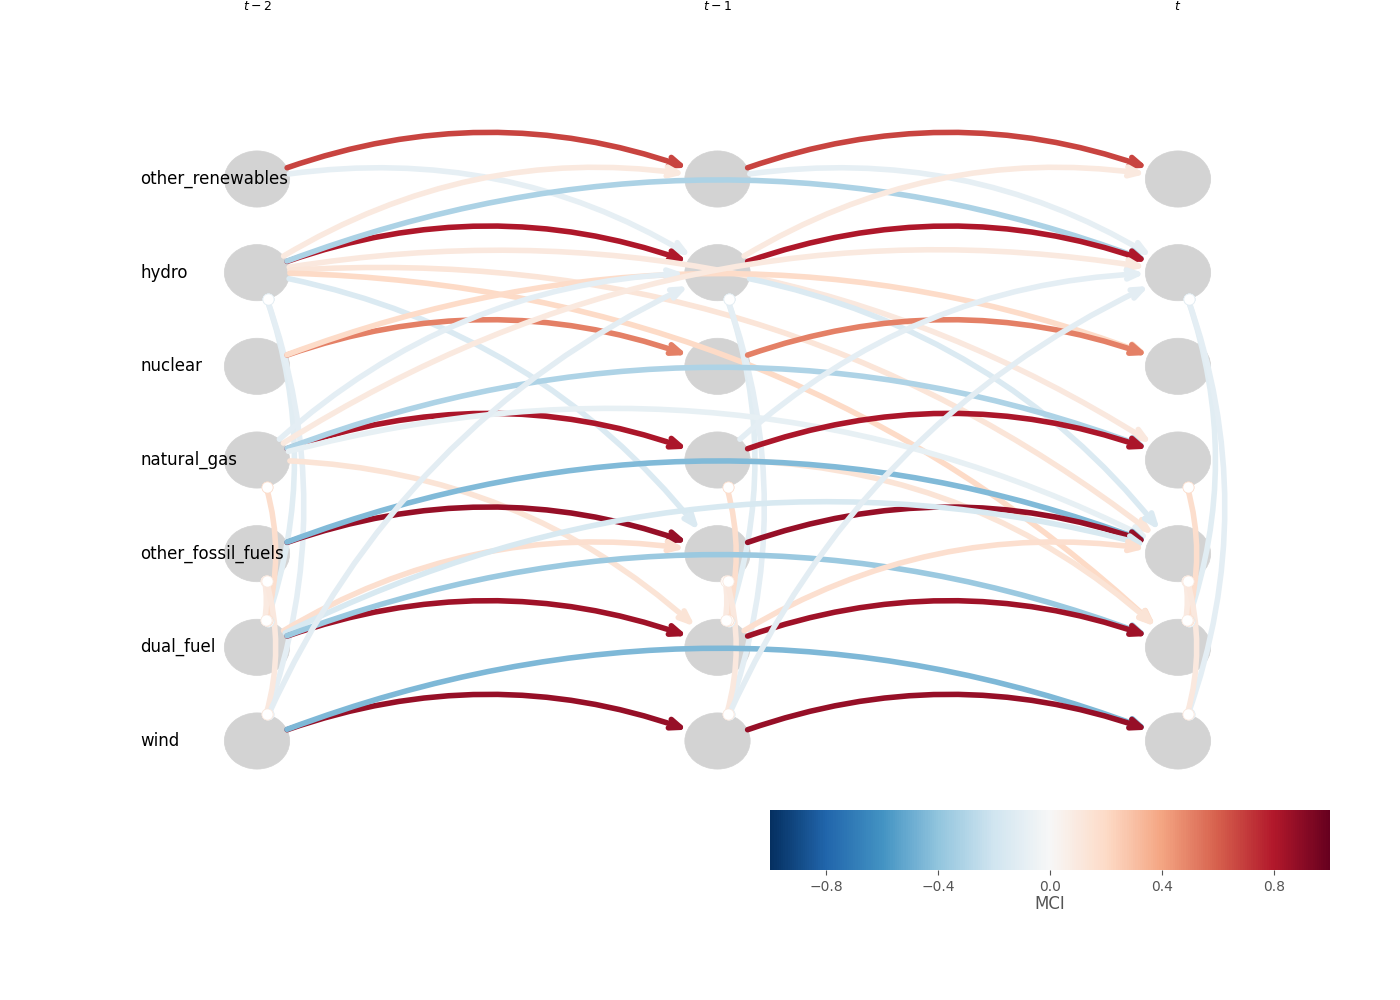 t − 2 t − 1 t
other_renewables
hydro
nuclear
natural_gas
other_fossil_fuels
dual_fuel
wind
−0.8 −0.4 0.0 0.4 0.8
MCI